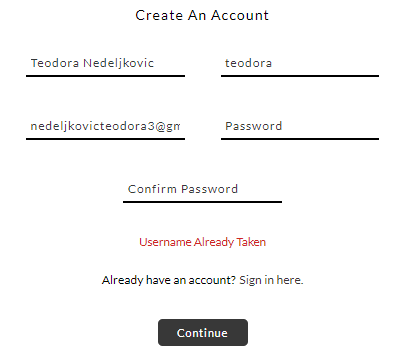 Create An Account
Teodora Nedeljkovic
teodora
nedeljkovicteodora3@gm
Password
Confirm Password
Username Already Taken
Already have an account? Sign in here.
Continue